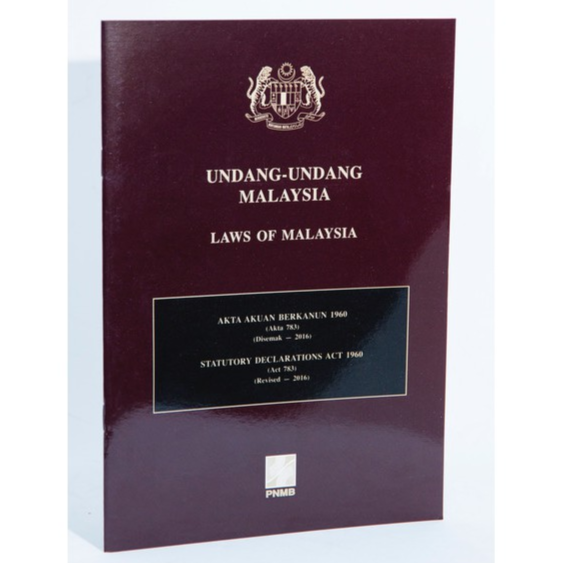 UNDANG-UNDANG
MALAYSIA
LAWS OF MALAYSIA
AKTA AKUAN BERKANUN 1960
(Akta 783)
(Disemak — 2016)
STATUTORY DECLARATIONS ACT 1960
(Act 783)
(Revised — 2016)
PNMB